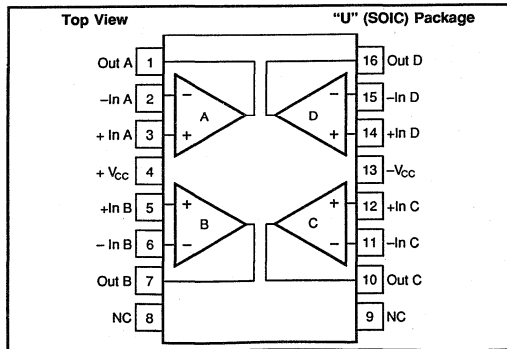 Top View
“U” (SOIC) Package
Out A 1
16 Out D
–In A 2
– –
15 –In D
A D
+ In A 3
+ +
14 +In D
+ VCC 4
13 –VCC
+In B 5
+ +
12 +In C
B C
– In B 6
– –
11 –In C
Out B 7
10 Out C
NC 8
9 NC